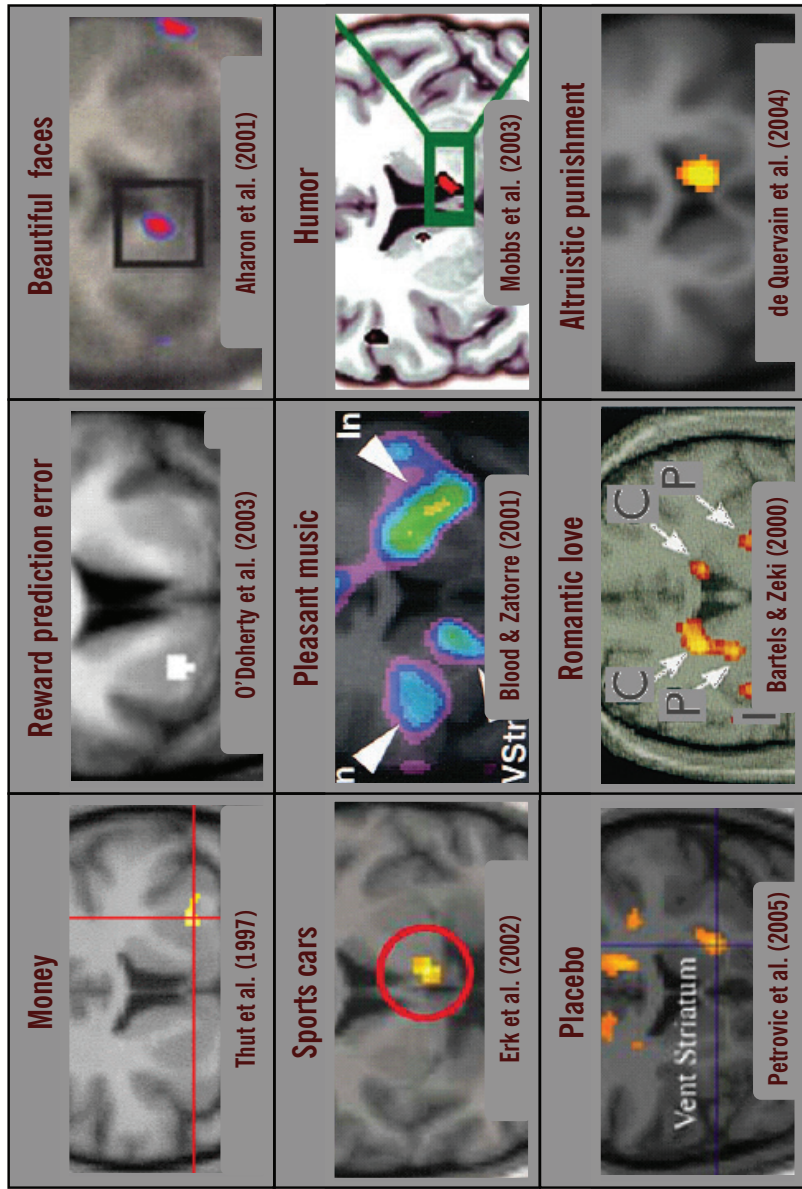 Money
Thut et al. (1997)
Reward prediction error
O'Doherty et al. (2003)
Beautiful faces
Aharon et al. (2001)
Sports cars
Erk et al. (2002)
Pleasant music
n
In
VStr
Blood & Zatorre (2001)
Humor
Mobbs et al. (2003)
Placebo
Vent Striatum
Petrovic et al. (2005)
Romantic love
C
C
P
P
Bartels & Zeki (2000)
Altruistic punishment
de Quervain et al. (2004)